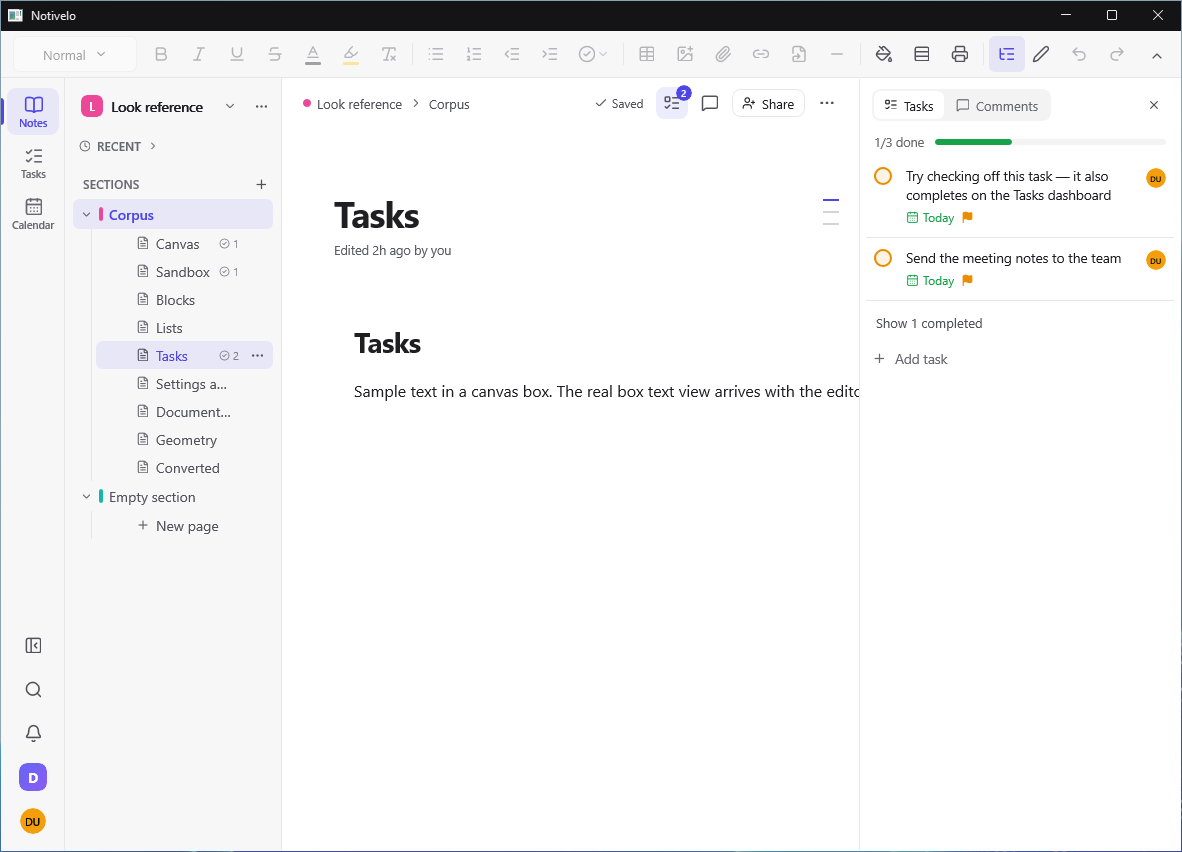 Notivelo
Normal
Notes
Tasks
Calendar
D
DU
L Look reference
RECENT
SECTIONS
Corpus
Canvas 1
Sandbox 1
Blocks
Lists
Tasks 2
Settings a...
Document...
Geometry
Converted
Empty section
New page
Look reference > Corpus
Saved
2
Share
Tasks
Edited 2h ago by you
Tasks
Sample text in a canvas box. The real box text view arrives with the edito
Tasks
Comments
1/3 done
Try checking off this task — it also
completes on the Tasks dashboard
DU
Today
Send the meeting notes to the team
DU
Today
Show 1 completed
Add task